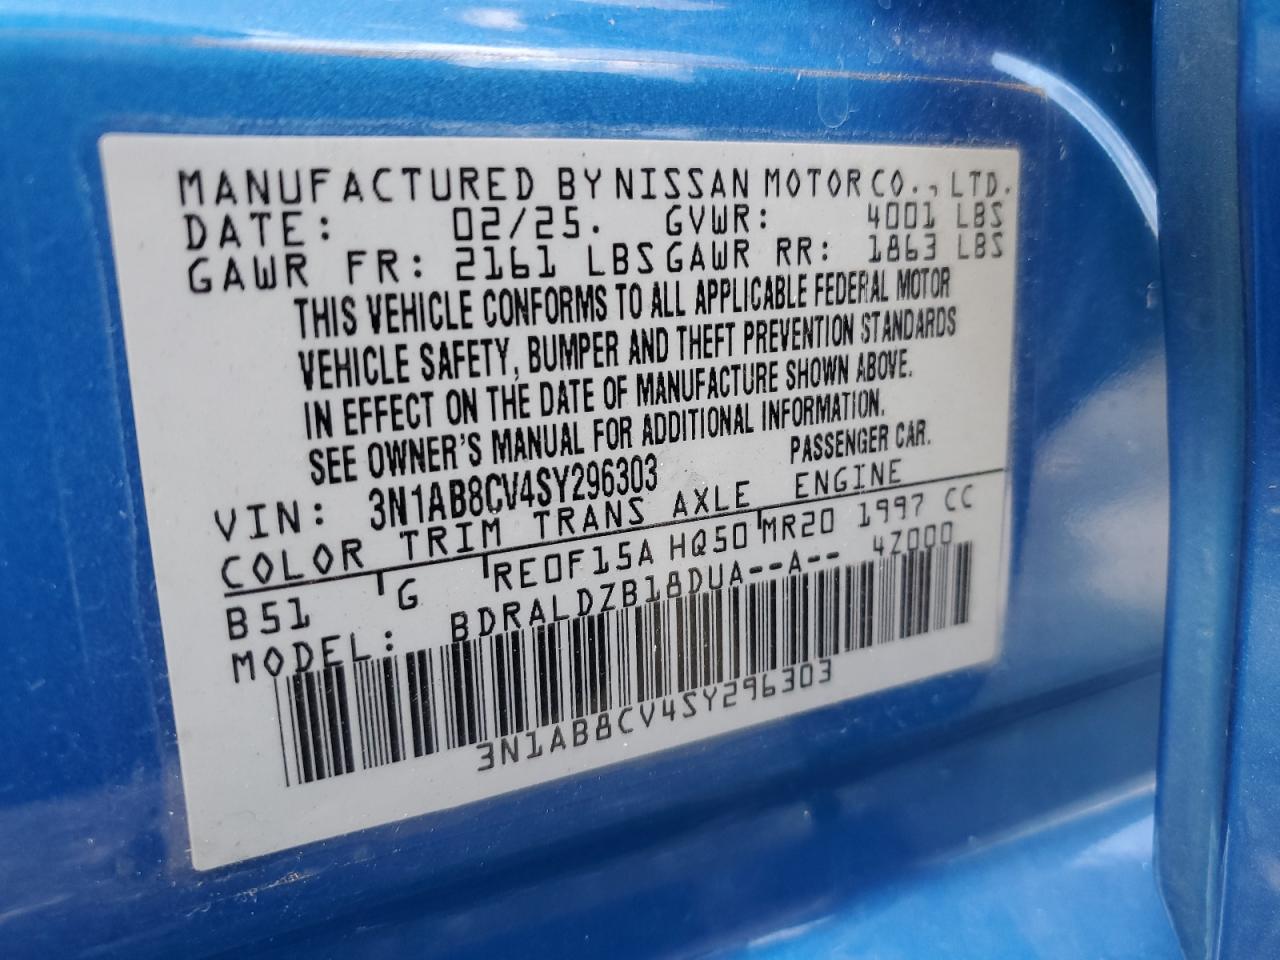 MANUFACTURED BY NISSAN MOTOR CO., LTD.
DATE: 02/25. GVWR: 4001 LBS
GAWR FR: 2161 LBS GAWR RR: 1863 LBS
THIS VEHICLE CONFORMS TO ALL APPLICABLE FEDERAL MOTOR
VEHICLE SAFETY, BUMPER AND THEFT PREVENTION STANDARDS
IN EFFECT ON THE DATE OF MANUFACTURE SHOWN ABOVE.
SEE OWNER'S MANUAL FOR ADDITIONAL INFORMATION.
VIN: 3N1AB8CV4SY296303 PASSENGER CAR.
COLOR TRIM TRANS AXLE ENGINE
B51 G RE0F15A HQ50 MR20 1997 CC
MODEL: BDRALDZB18DUA--A-- 4Z000
3N1AB8CV4SY296303